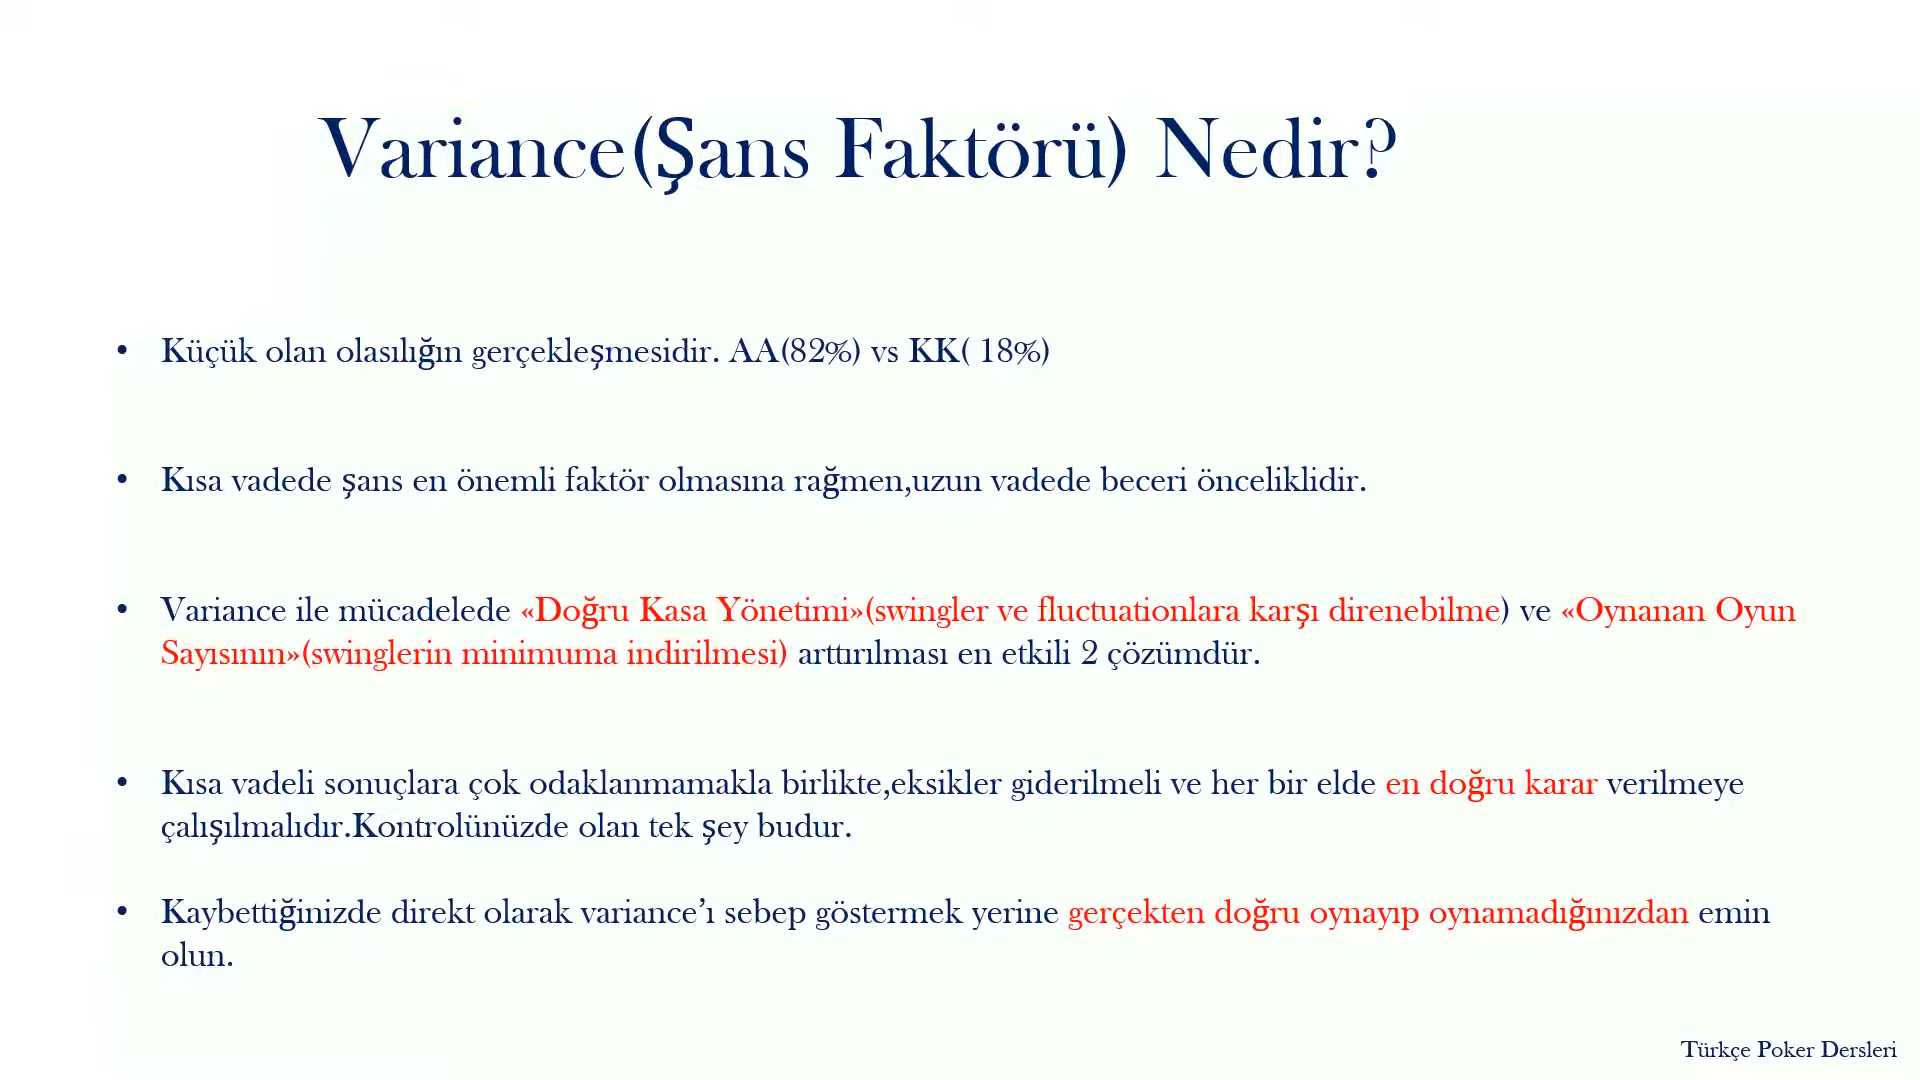 Variance(Şans Faktörü) Nedir?
• Küçük olan olasılığın gerçekleşmesidir. AA(82%) vs KK( 18%)
• Kısa vadede şans en önemli faktör olmasına rağmen,uzun vadede beceri önceliklidir.
• Variance ile mücadelede «Doğru Kasa Yönetimi»(swingler ve fluctuationlara karşı direnebilme) ve «Oynanan Oyun
Sayısının»(swinglerin minimuma indirilmesi) arttırılması en etkili 2 çözümdür.
• Kısa vadeli sonuçlara çok odaklanmamakla birlikte,eksikler giderilmeli ve her bir elde en doğru karar verilmeye
çalışılmalıdır.Kontrolünüzde olan tek şey budur.
• Kaybettiğinizde direkt olarak variance’ı sebep göstermek yerine gerçekten doğru oynayıp oynamadığınızdan emin
olun.
Türkçe Poker Dersleri